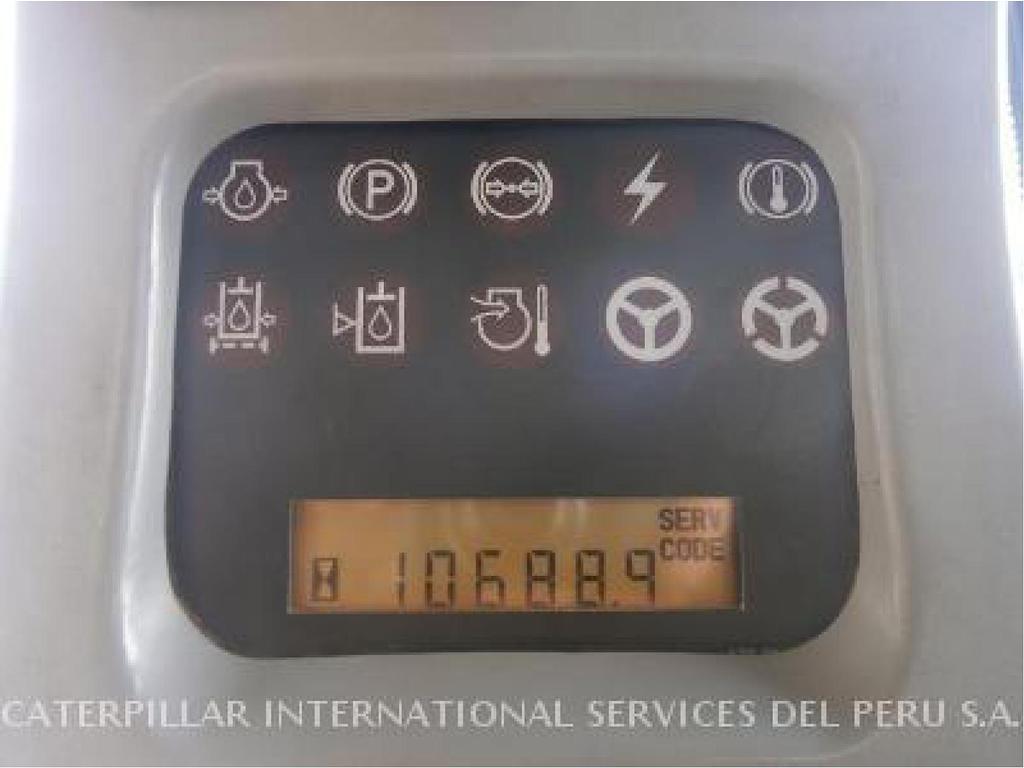 P
SERV
CODE
10688.9
CATERPILLAR INTERNATIONAL SERVICES DEL PERU S.A.